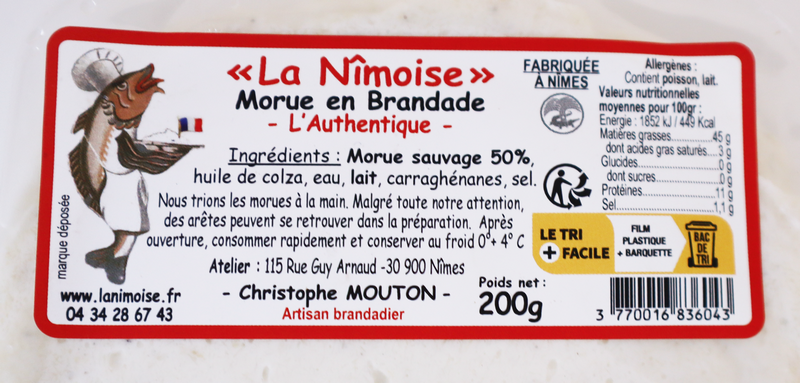 «La Nîmoise»
Morue en Brandade
- L'Authentique -
Ingrédients : Morue sauvage 50%,
huile de colza, eau, lait, carraghénanes, sel.
Nous trions les morues à la main. Malgré toute notre attention,
des arêtes peuvent se retrouver dans la préparation. Après
ouverture, consommer rapidement et conserver au froid 0°+ 4° C
Atelier : 115 Rue Guy Arnaud -30 900 Nîmes
- Christophe MOUTON -
Artisan brandadier
marque déposée
www.lanimoise.fr
04 34 28 67 43
FABRIQUÉE
À NÎMES
Allergènes :
Contient poisson, lait.
Valeurs nutritionnelles
moyennes pour 100gr :
Energie : 1852 kJ / 449 Kcal
Matières grasses..........45 g
dont acides gras saturés...3 g
Glucides..........0 g
dont sucres..........0 g
Protéines..........11 g
Sel..........1,1 g
LE TRI
+ FACILE
FILM
PLASTIQUE
+ BARQUETTE
BAC
DE
TRI
Poids net :
200g
3 770016 836043